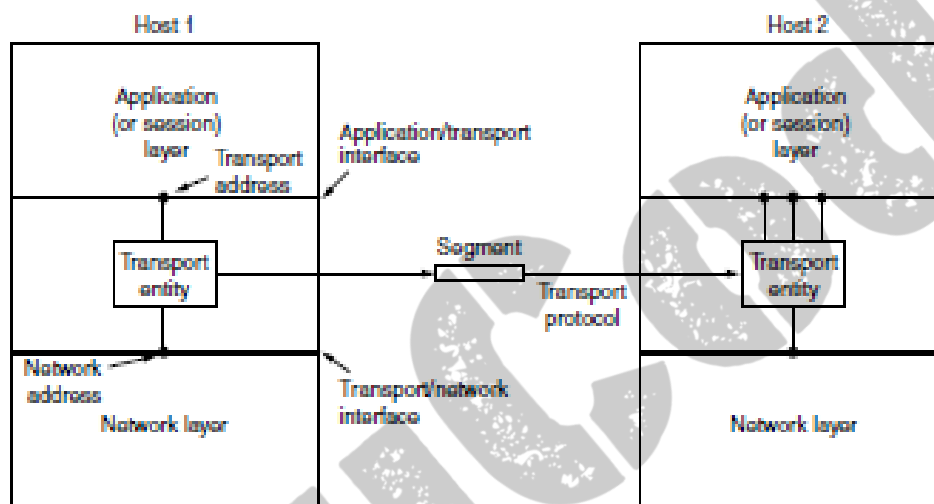 Host 1
Host 2
Application
(or session)
layer
Transport
address
Application/transport
interface
Application
(or session)
layer
Transport
entity
Segment
Transport
protocol
Transport
entity
Network
address
Transport/network
interface
Network layer
Network layer